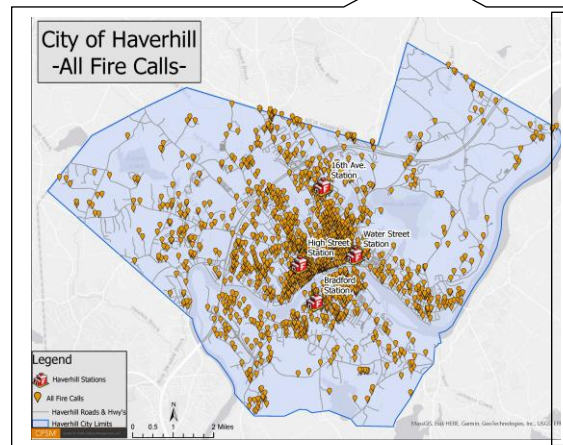 City of Haverhill
-All Fire Calls-
16th Ave.
Station
Water Street
Station
High Street
Station
Bradford
Station
Legend
Haverhill Stations
All Fire Calls
Haverhill Roads & Hwy's
Haverhill City Limits
CPSM
N
0 0.5 1 2 Miles
MassGIS, Esri HERE, Garmin, GeoTechnologies, Inc., USGS, EPA